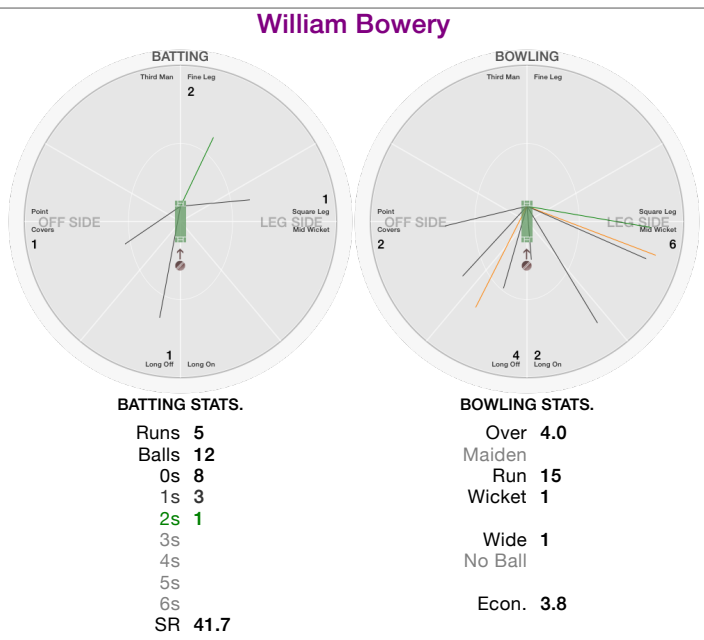 William Bowery
BATTING
Third Man Fine Leg
2
1
Point
Square Leg
OFF SIDE LEG SIDE
Covers
Mid Wicket
1
1
Long Off Long On
BOWLING
Third Man Fine Leg
Point
Square Leg
OFF SIDE LEG SIDE
Covers
Mid Wicket
2 6
4 2
Long Off Long On
BATTING STATS.
Runs 5
Balls 12
0s 8
1s 3
2s 1
3s
4s
5s
6s
SR 41.7
BOWLING STATS.
Over 4.0
Maiden
Run 15
Wicket 1
Wide 1
No Ball
Econ. 3.8